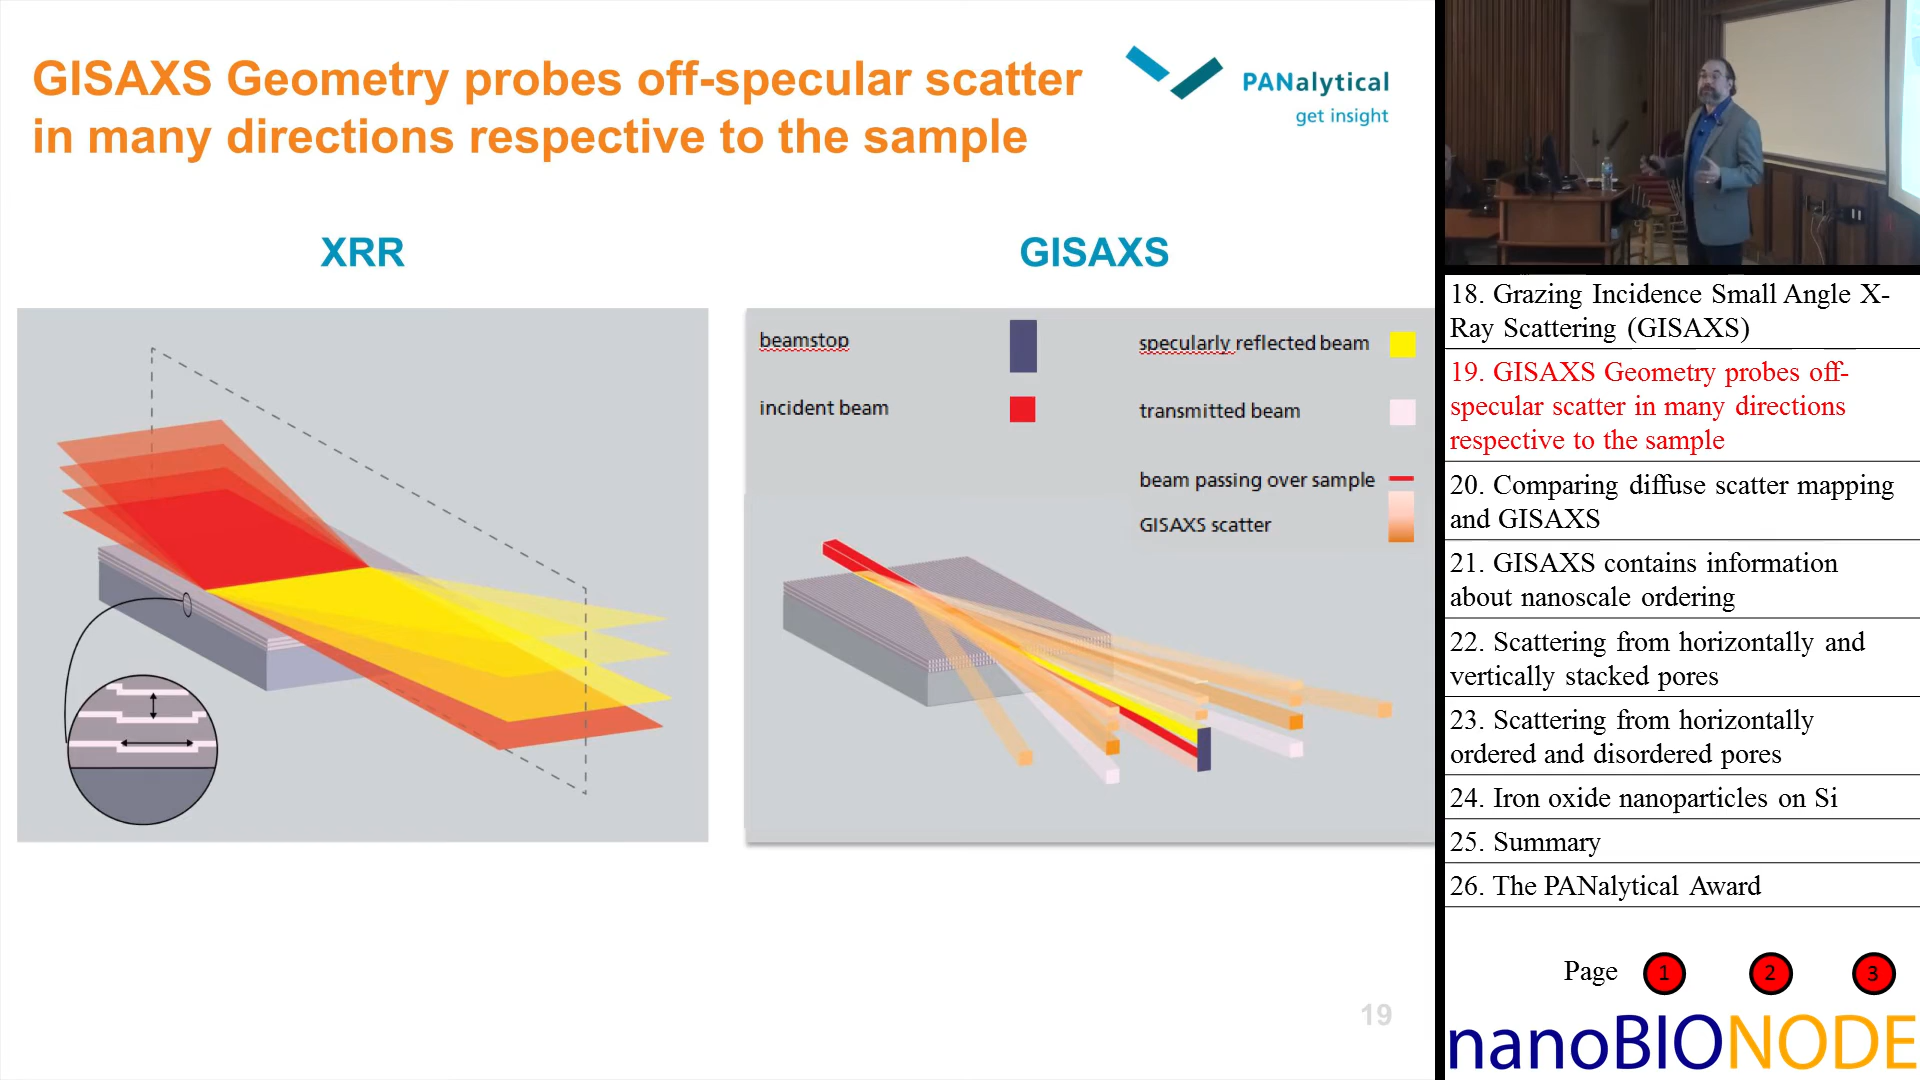 GISAXS Geometry probes off-specular scatter
in many directions respective to the sample
PANalytical
get insight
XRR
GISAXS
beamstop
incident beam
specularly reflected beam
transmitted beam
beam passing over sample
GISAXS scatter
19
18. Grazing Incidence Small Angle X-
Ray Scattering (GISAXS)
19. GISAXS Geometry probes off-
specular scatter in many directions
respective to the sample
20. Comparing diffuse scatter mapping
and GISAXS
21. GISAXS contains information
about nanoscale ordering
22. Scattering from horizontally and
vertically stacked pores
23. Scattering from horizontally
ordered and disordered pores
24. Iron oxide nanoparticles on Si
25. Summary
26. The PANalytical Award
Page 1 2 3
nanoBIONODE